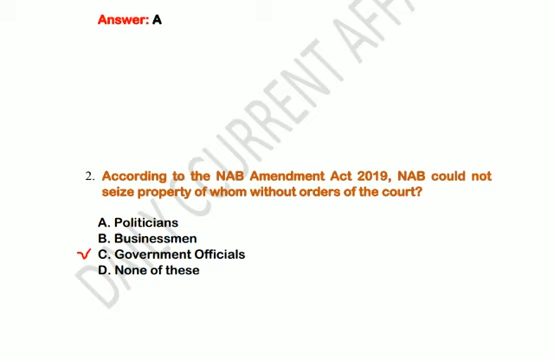 Answer: A
2. According to the NAB Amendment Act 2019, NAB could not
seize property of whom without orders of the court?
A. Politicians
B. Businessmen
C. Government Officials
D. None of these
DAILY CURRENT AFFA